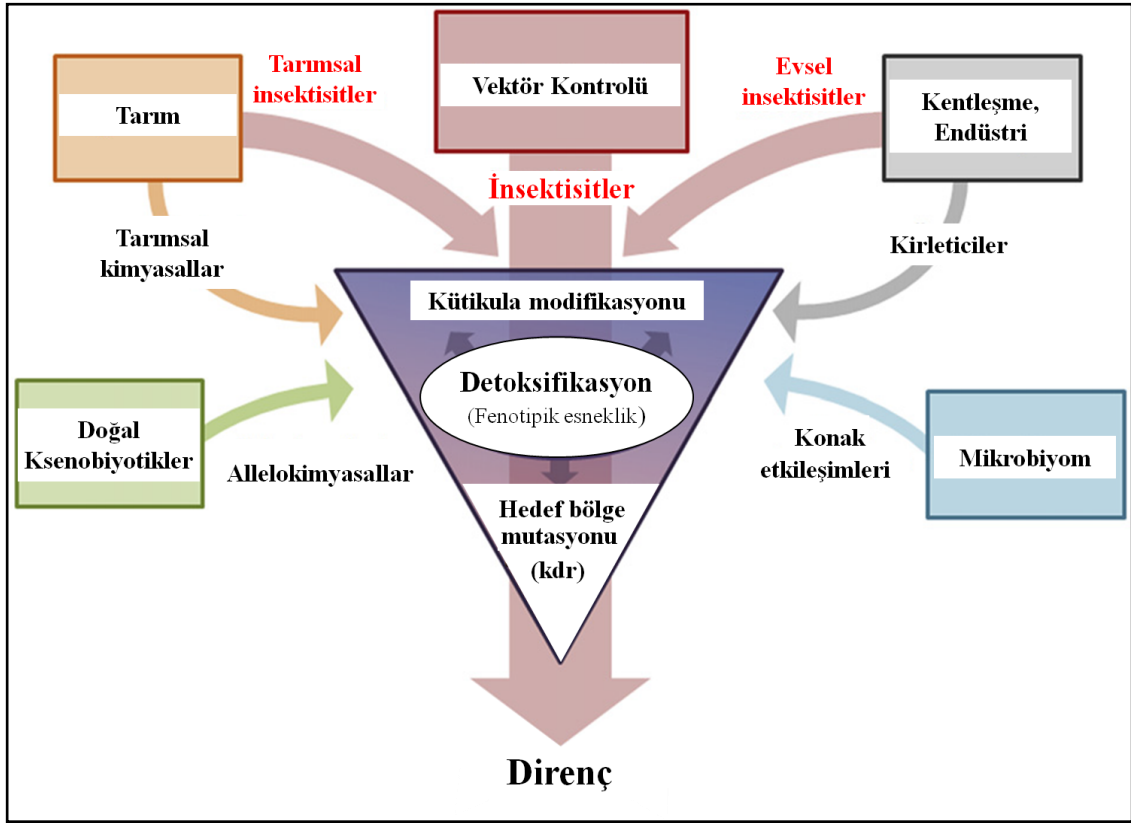 Tarım
Tarımsal
insektisitler
Vektör Kontrolü
Evsel
insektisitler
Kentleşme,
Endüstri
İnsektisitler
Tarımsal
kimyasallar
Kirleticiler
Kütikula modifikasyonu
Detoksifikasyon
(Fenotipik esneklik)
Doğal
Ksenobiyotikler
Allelokimyasallar
Konak
etkileşimleri
Mikrobiyom
Hedef bölge
mutasyonu
(kdr)
Direnç